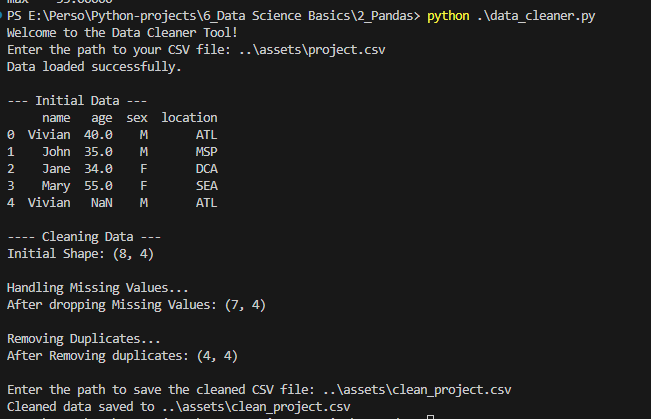 max 55.00000
PS E:\Perso\Python-projects\6_Data Science Basics\2_Pandas> python .\data_cleaner.py
Welcome to the Data Cleaner Tool!
Enter the path to your CSV file: ..\assets\project.csv
Data loaded successfully.
--- Initial Data ---
name age sex location
0 Vivian 40.0 M ATL
1 John 35.0 M MSP
2 Jane 34.0 F DCA
3 Mary 55.0 F SEA
4 Vivian NaN M ATL
---- Cleaning Data ---
Initial Shape: (8, 4)
Handling Missing Values...
After dropping Missing Values: (7, 4)
Removing Duplicates...
After Removing duplicates: (4, 4)
Enter the path to save the cleaned CSV file: ..\assets\clean_project.csv
Cleaned data saved to ..\assets\clean_project.csv